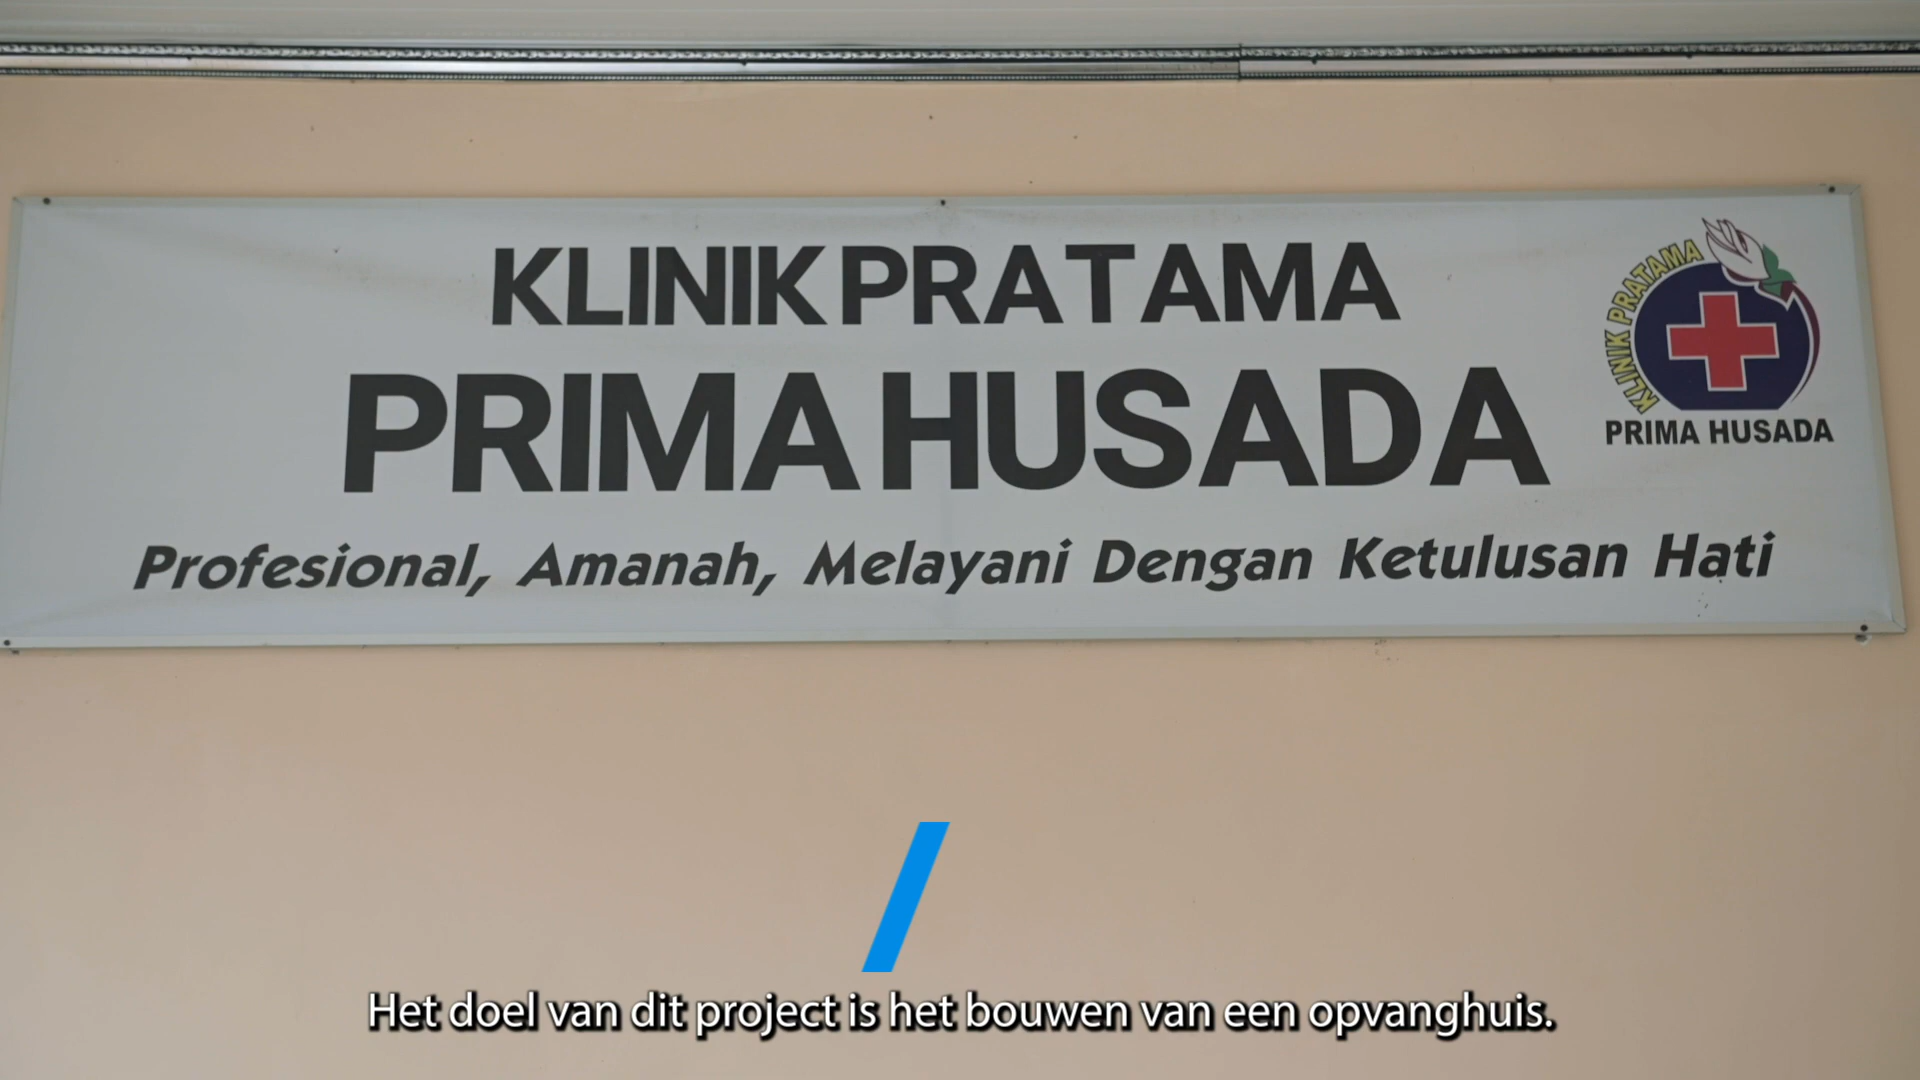 KLINIK PRATAMA
PRIMA HUSADA
Profesional, Amanah, Melayani Dengan Ketulusan Hati
KLINIK PRATAMA
PRIMA HUSADA
Het doel van dit project is het bouwen van een opvanghuis.